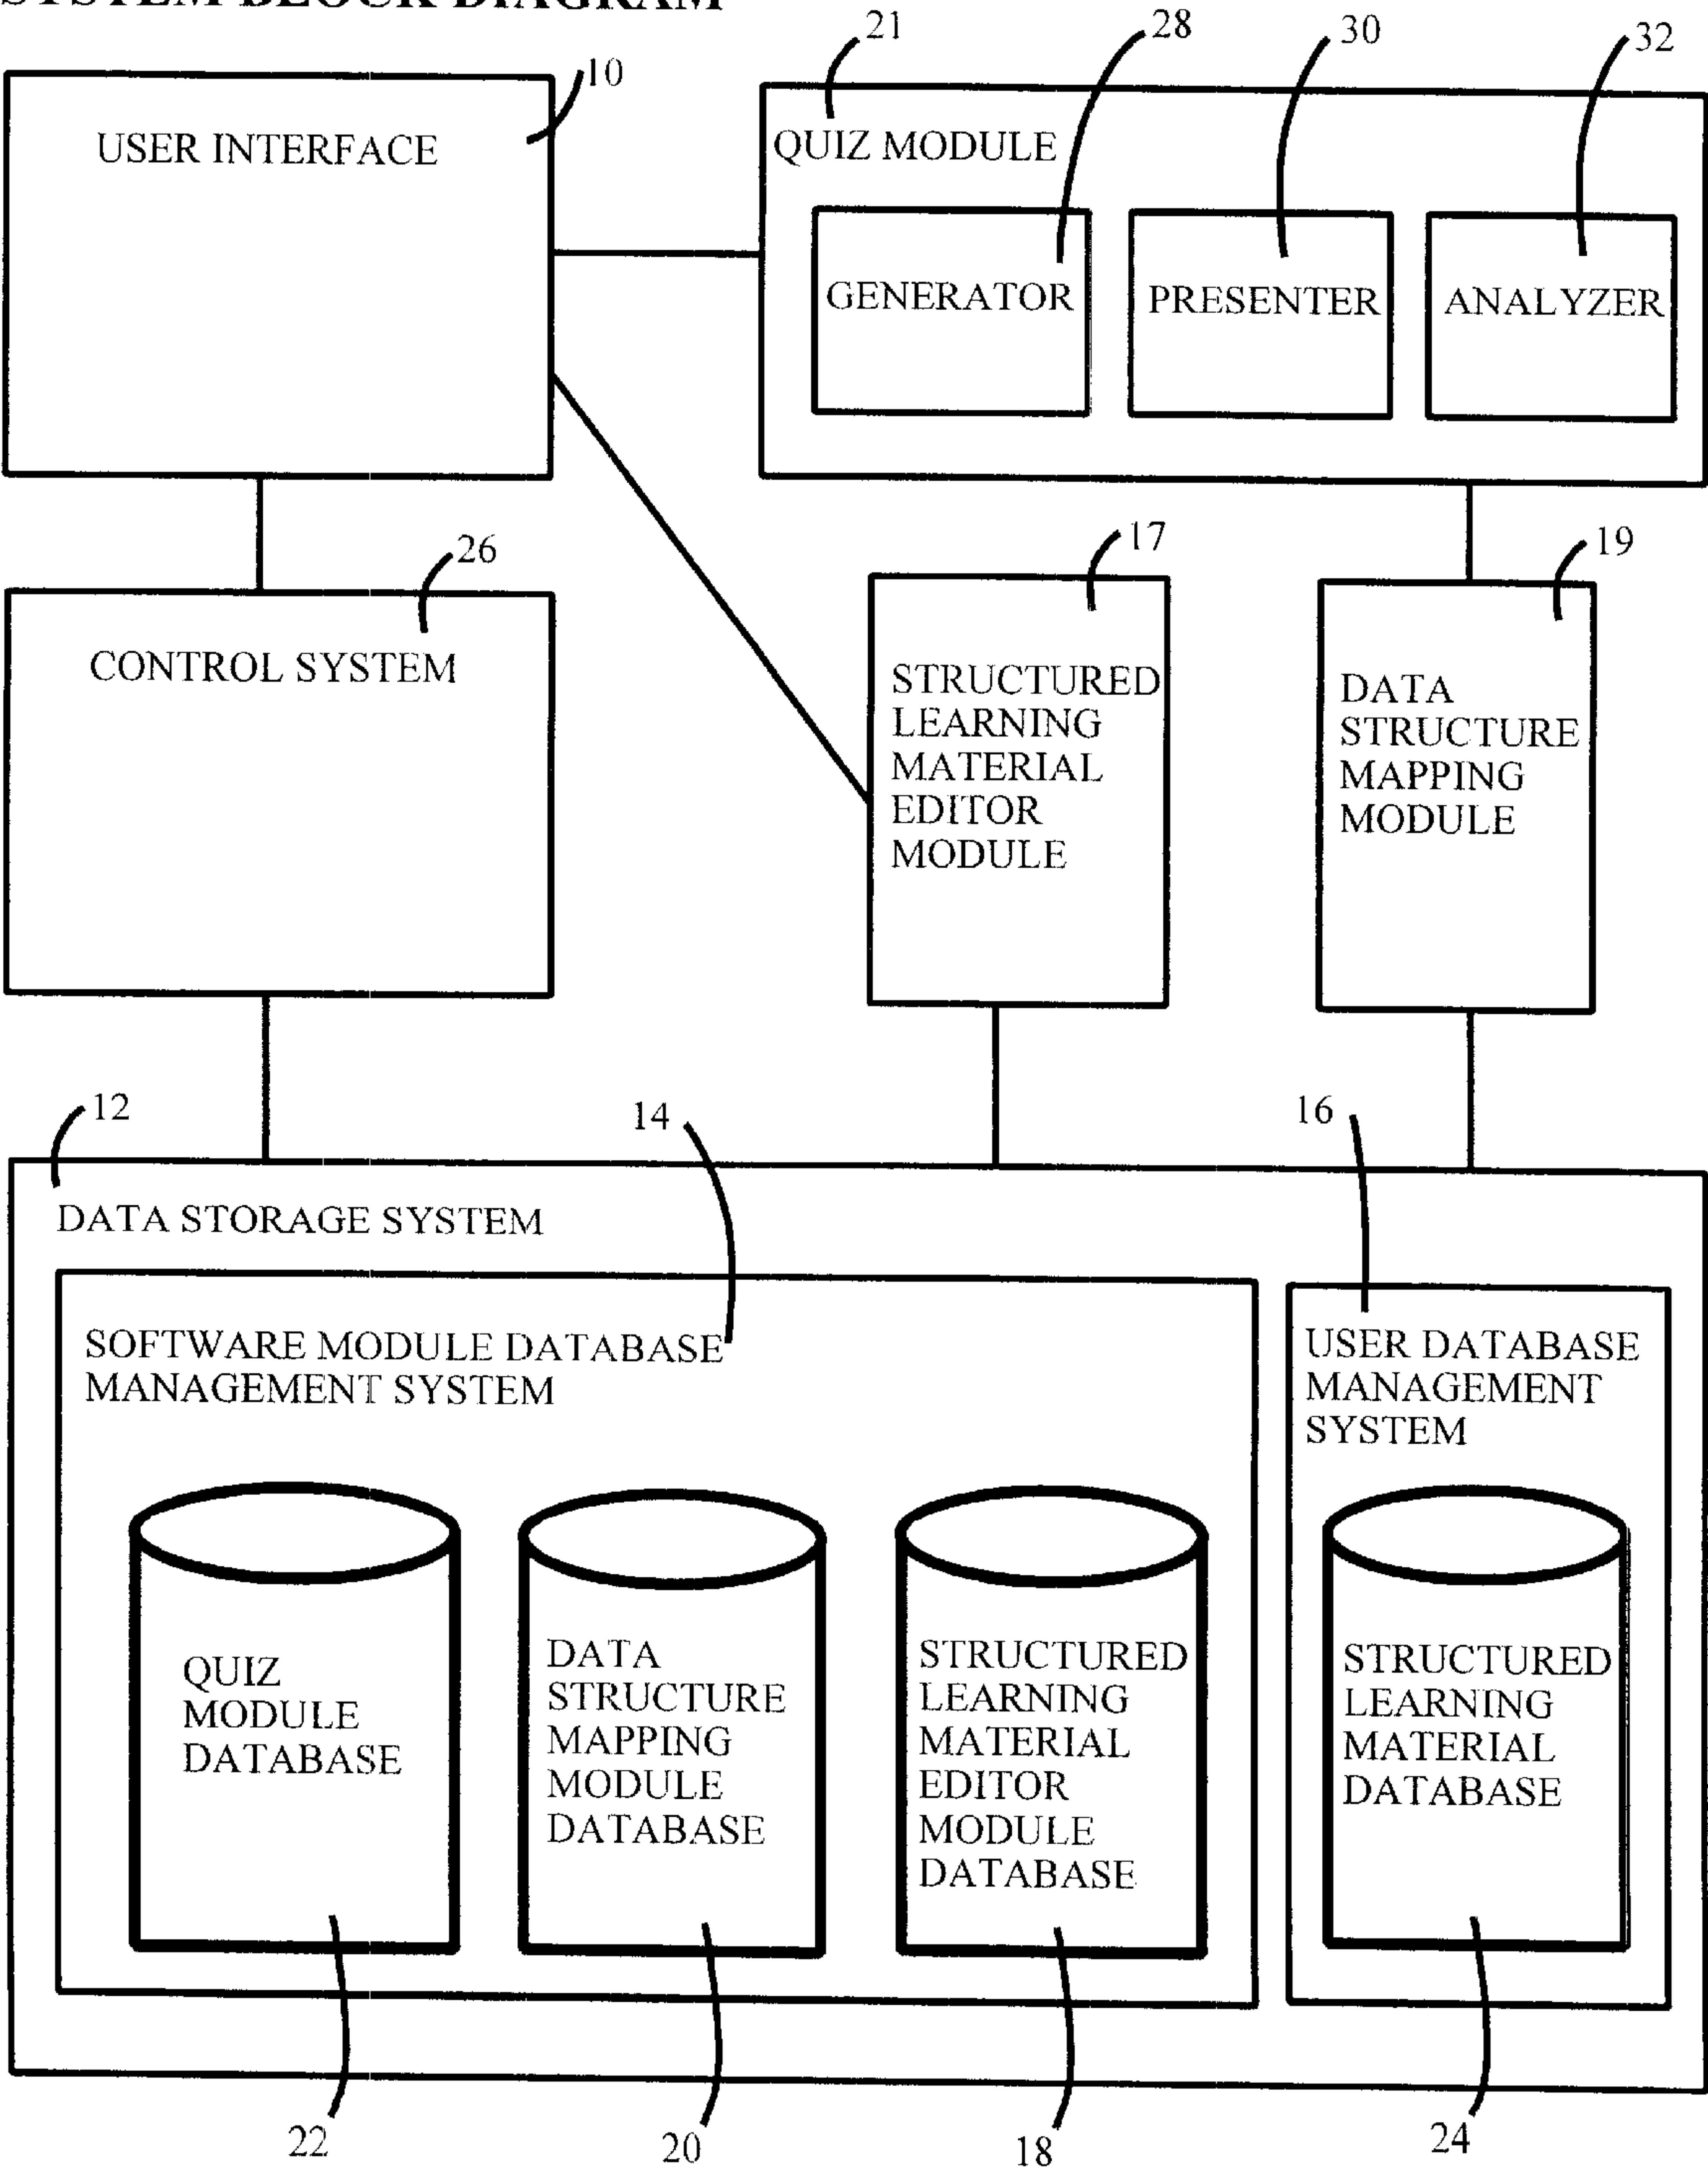 SYSTEM BLOCK DIAGRAM
10
21
28
30
32
USER INTERFACE
QUIZ MODULE
GENERATOR
PRESENTER
ANALYZER
26
17
19
CONTROL SYSTEM
STRUCTURED
LEARNING
MATERIAL
EDITOR
MODULE
DATA
STRUCTURE
MAPPING
MODULE
12
14
16
DATA STORAGE SYSTEM
SOFTWARE MODULE DATABASE
MANAGEMENT SYSTEM
USER DATABASE
MANAGEMENT
SYSTEM
QUIZ
MODULE
DATABASE
DATA
STRUCTURE
MAPPING
MODULE
DATABASE
STRUCTURED
LEARNING
MATERIAL
EDITOR
MODULE
DATABASE
STRUCTURED
LEARNING
MATERIAL
DATABASE
22
20
18
24